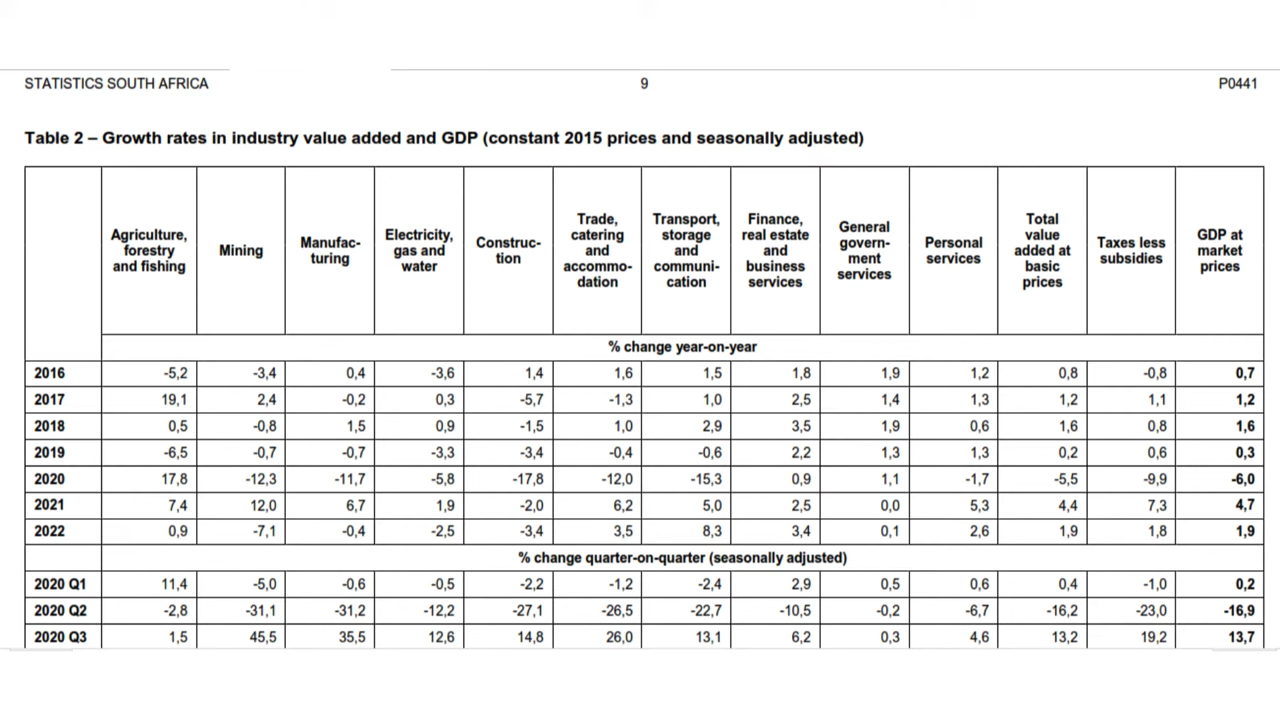 STATISTICS SOUTH AFRICA 9 P0441
Table 2 – Growth rates in industry value added and GDP (constant 2015 prices and seasonally adjusted)
Agriculture, forestry and fishing
Mining
Manufac-turing
Electricity, gas and water
Construc-tion
Trade, catering and accommo-dation
Transport, storage and communi-cation
Finance, real estate and business services
General govern-ment services
Personal services
Total value added at basic prices
Taxes less subsidies
GDP at market prices
% change year-on-year
2016 -5,2 -3,4 0,4 -3,6 1,4 1,6 1,5 1,8 1,9 1,2 0,8 -0,8 0,7
2017 19,1 2,4 -0,2 0,3 -5,7 -1,3 1,0 2,5 1,4 1,3 1,2 1,1 1,2
2018 0,5 -0,8 1,5 0,9 -1,5 1,0 2,9 3,5 1,9 0,6 1,6 0,8 1,6
2019 -6,5 -0,7 -0,7 -3,3 -3,4 -0,4 -0,6 2,2 1,3 1,3 0,2 0,6 0,3
2020 17,8 -12,3 -11,7 -5,8 -17,8 -12,0 -15,3 0,9 1,1 -1,7 -5,5 -9,9 -6,0
2021 7,4 12,0 6,7 1,9 -2,0 6,2 5,0 2,5 0,0 5,3 4,4 7,3 4,7
2022 0,9 -7,1 -0,4 -2,5 -3,4 3,5 8,3 3,4 0,1 2,6 1,9 1,8 1,9
% change quarter-on-quarter (seasonally adjusted)
2020 Q1 11,4 -5,0 -0,6 -0,5 -2,2 -1,2 -2,4 2,9 0,5 0,6 0,4 -1,0 0,2
2020 Q2 -2,8 -31,1 -31,2 -12,2 -27,1 -26,5 -22,7 -10,5 -0,2 -6,7 -16,2 -23,0 -16,9
2020 Q3 1,5 45,5 35,5 12,6 14,8 26,0 13,1 6,2 0,3 4,6 13,2 19,2 13,7